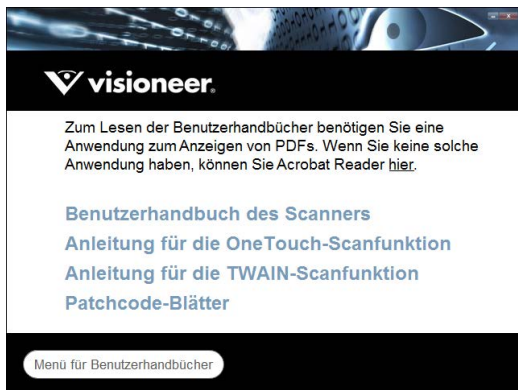 visioneer.
Zum Lesen der Benutzerhandbücher benötigen Sie eine
Anwendung zum Anzeigen von PDFs. Wenn Sie keine solche
Anwendung haben, können Sie Acrobat Reader hier.
Benutzerhandbuch des Scanners
Anleitung für die OneTouch-Scanfunktion
Anleitung für die TWAIN-Scanfunktion
Patchcode-Blätter
Menü für Benutzerhandbücher